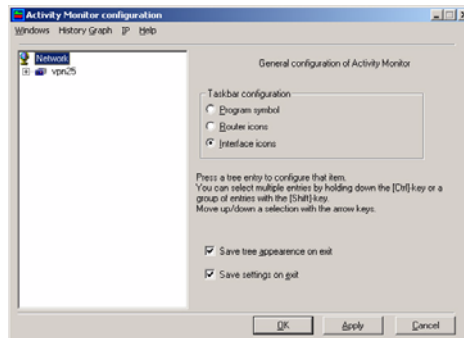 Activity Monitor configuration
Windows History Graph IP Help
Network
vpn25
General configuration of Activity Monitor
Taskbar configuration
Program symbol
Router icons
Interface icons
Press a tree entry to configure that item.
You can select multiple entries by holding down the [Ctrl]-key or a
group of entries with the [Shift]-key.
Move up/down a selection with the arrow keys.
Save tree appearence on exit
Save settings on exit
OK Apply Cancel